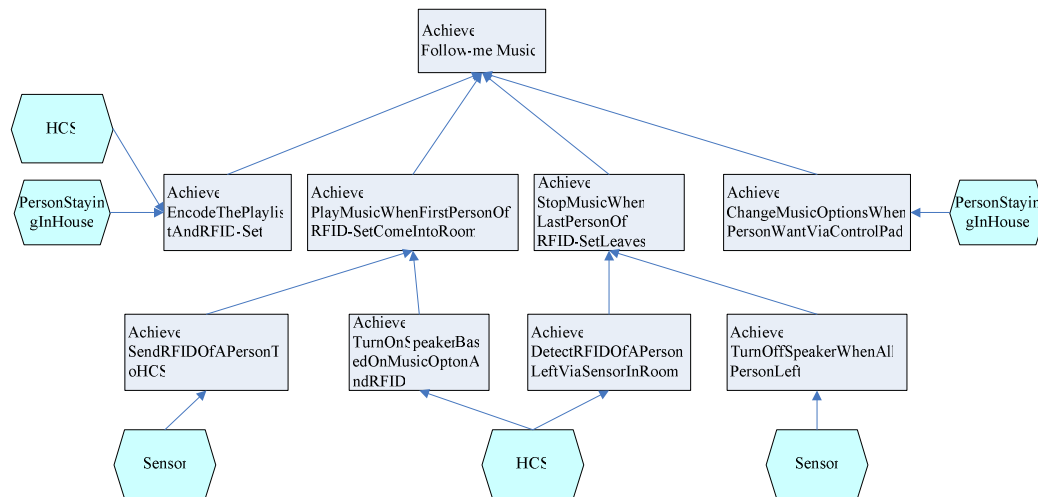 Achieve
Follow-me Music
HCS
PersonStayin
gInHouse
Achieve
EncodeThePlaylis
tAndRFID-Set
Achieve
PlayMusicWhenFirstPersonOf
RFID-SetComeIntoRoom
Achieve
StopMusicWhen
LastPersonOf
RFID-SetLeaves
Achieve
ChangeMusicOptionsWhen
PersonWantViaControlPad
PersonStayin
gInHouse
Achieve
SendRFIDOfAPersonT
oHCS
Achieve
TurnOnSpeakerBas
edOnMusicOptonA
ndRFID
Achieve
DetectRFIDOfAPerson
LeftViaSensorInRoom
Achieve
TurnOffSpeakerWhenAll
PersonLeft
Sensor
HCS
Sensor